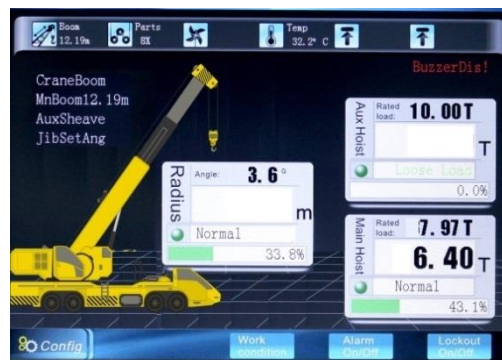 Boom
12.19m
Parts
8X
Temp
32.2° C
BuzzerDis!
CraneBoom
MnBoom12.19m
AuxSheave
JibSetAng
Aux Hoist
Rated load: 10.00T
T
Loose Load
0.0%
Radius
Angle: 3.6°
m
Normal
33.8%
Main Hoist
Rated load: 7.97T
6.40 T
Normal
43.1%
Config
Work condition
Alarm On/Off
Lockout On/Off